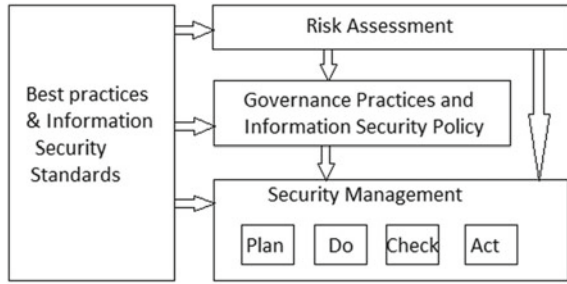 Risk Assessment
Best practices
& Information
Security
Standards
Governance Practices and
Information Security Policy
Security Management
Plan
Do
Check
Act